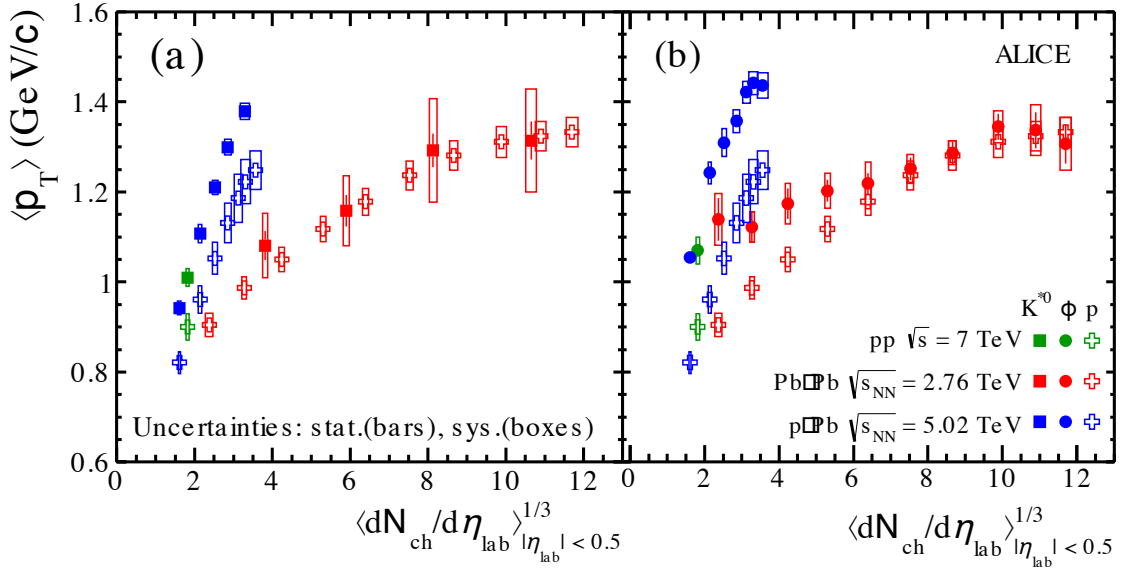 ⟨p_T⟩ (GeV/c)
1.6
1.4
1.2
1
0.8
0.6
(a)
Uncertainties: stat.(bars), sys.(boxes)
0 2 4 6 8 10 12
⟨dN_ch/dη_lab⟩^1/3_|η_lab| < 0.5
(b)
ALICE
K*0 ϕ p
pp √s = 7 TeV
Pb□Pb √s_NN = 2.76 TeV
p□Pb √s_NN = 5.02 TeV
0 2 4 6 8 10 12
⟨dN_ch/dη_lab⟩^1/3_|η_lab| < 0.5